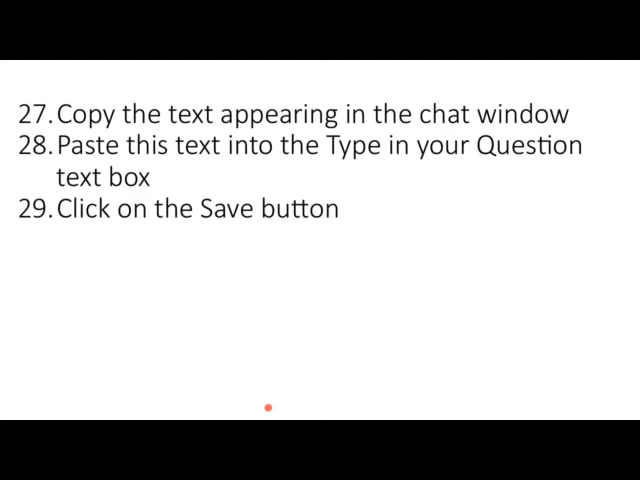 27. Copy the text appearing in the chat window
28. Paste this text into the Type in your Question
text box
29. Click on the Save button